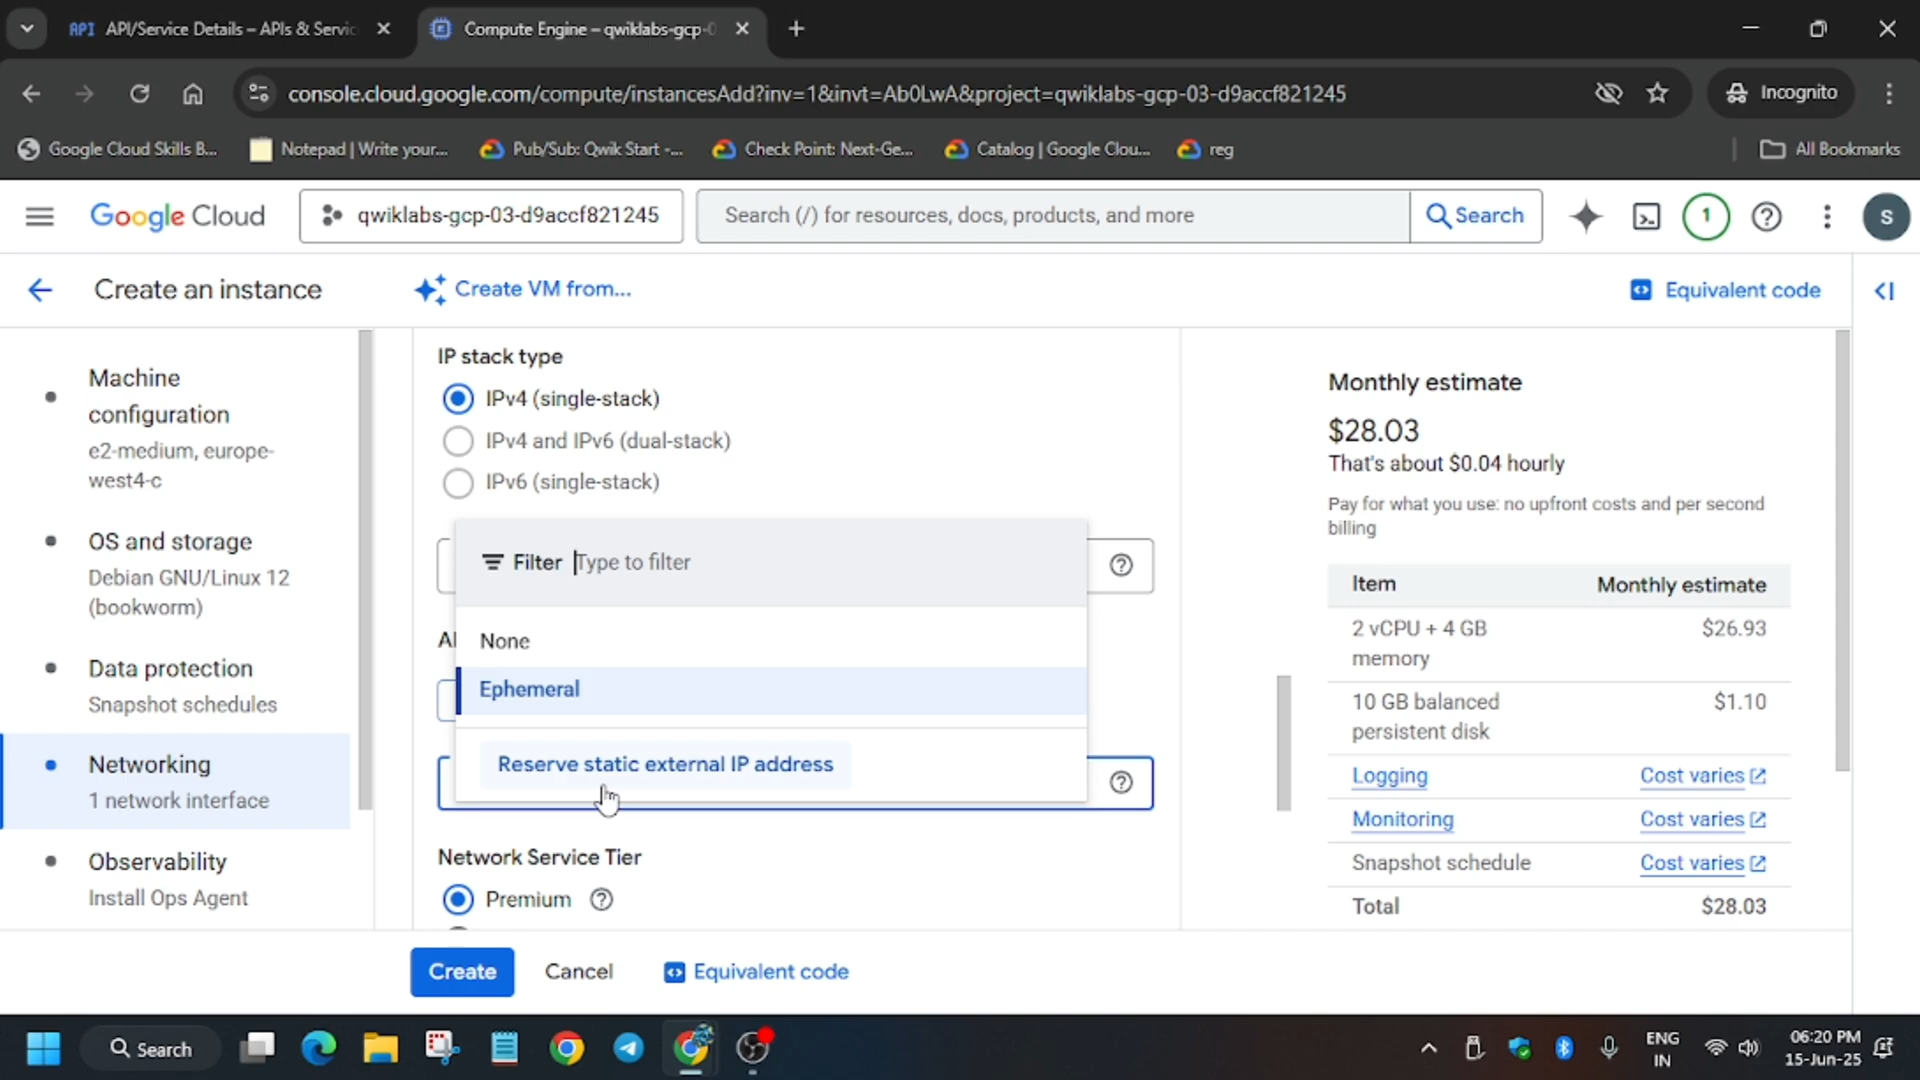 API API/Service Details – APIs & Servic
Compute Engine – qwiklabs-gcp-0
console.cloud.google.com/compute/instancesAdd?inv=1&invt=Ab0LwA&project=qwiklabs-gcp-03-d9accf821245
Incognito
Google Cloud Skills B...
Notepad | Write your...
Pub/Sub: Qwik Start -...
Check Point: Next-Ge...
Catalog | Google Clou...
reg
All Bookmarks
Google Cloud
qwiklabs-gcp-03-d9accf821245
Search (/) for resources, docs, products, and more
Search
1
S
Create an instance
Create VM from...
Equivalent code
Machine
configuration
e2-medium, europe-
west4-c
OS and storage
Debian GNU/Linux 12
(bookworm)
Data protection
Snapshot schedules
Networking
1 network interface
Observability
Install Ops Agent
IP stack type
IPv4 (single-stack)
IPv4 and IPv6 (dual-stack)
IPv6 (single-stack)
Filter Type to filter
None
Ephemeral
Reserve static external IP address
Network Service Tier
Premium
Monthly estimate
$28.03
That's about $0.04 hourly
Pay for what you use: no upfront costs and per second
billing
Item Monthly estimate
2 vCPU + 4 GB $26.93
memory
10 GB balanced $1.10
persistent disk
Logging Cost varies
Monitoring Cost varies
Snapshot schedule Cost varies
Total $28.03
Create
Cancel
Equivalent code
Search
ENG
IN
06:20 PM
15-Jun-25